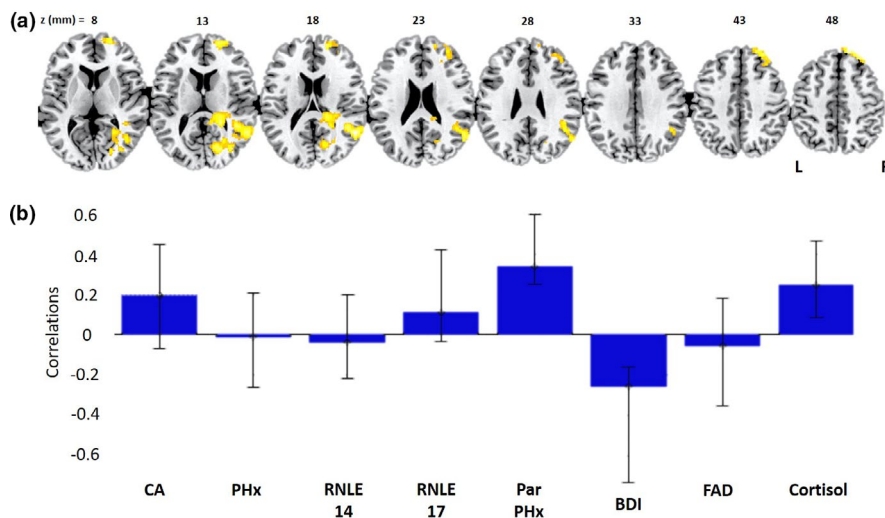 (a) z (mm) = 8 13 18 23 28 33 43 48
L R
(b)
0.6
0.4
0.2
0
-0.2
-0.4
-0.6
Correlations
CA PHx RNLE 14 RNLE 17 Par PHx BDI FAD Cortisol